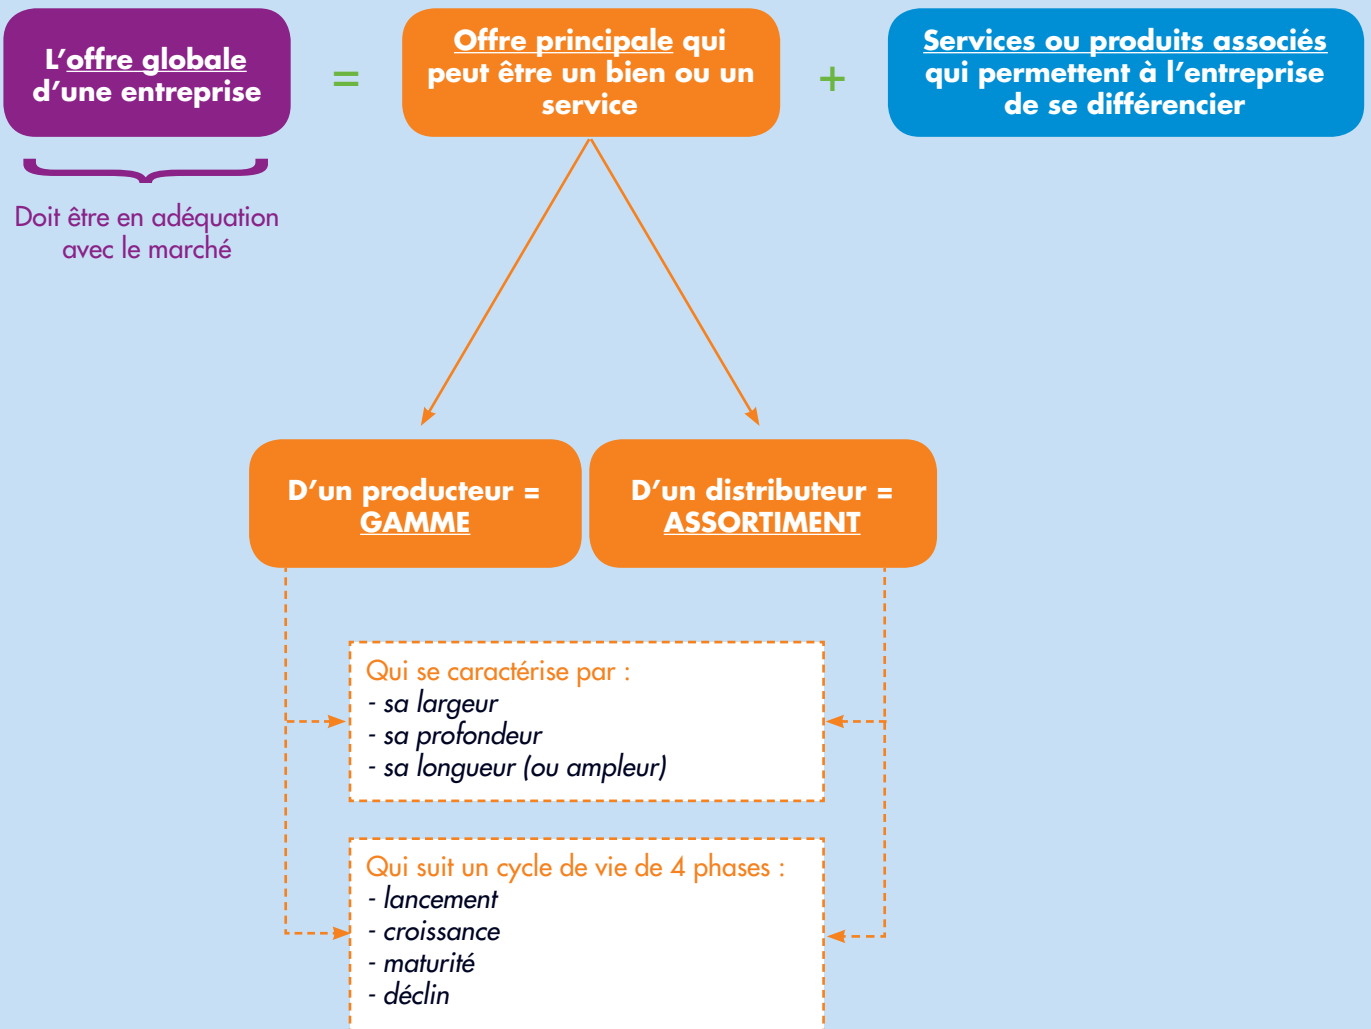 L’offre globale
d’une entreprise
=
Offre principale qui
peut être un bien ou un
service
+
Services ou produits associés
qui permettent à l’entreprise
de se différencier
Doit être en adéquation
avec le marché
D’un producteur =
GAMME
D’un distributeur =
ASSORTIMENT
Qui se caractérise par :
- sa largeur
- sa profondeur
- sa longueur (ou ampleur)
Qui suit un cycle de vie de 4 phases :
- lancement
- croissance
- maturité
- déclin